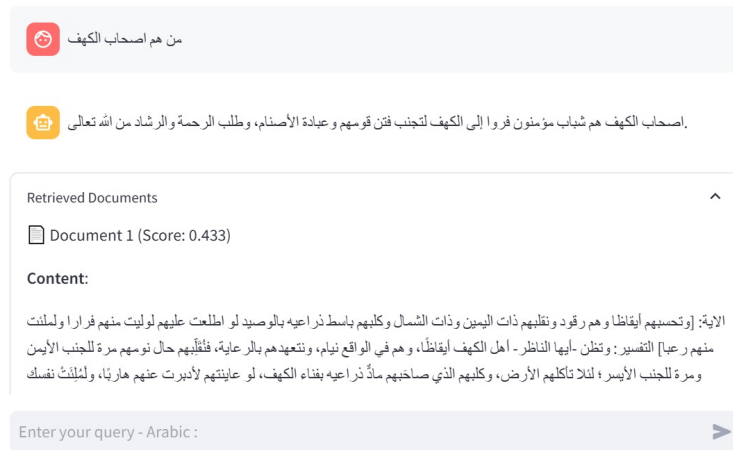 من هم اصحاب الكهف
اصحاب الكهف هم شباب مؤمنون فروا إلى الكهف لتجنب فتن قومهم وعبادة الأصنام، وطلب الرحمة والرشاد من الله تعالى.
Retrieved Documents
Document 1 (Score: 0.433)
Content:
الاية: [وتحسبهم أيقاظا وهم رقود ونقلبهم ذات اليمين وذات الشمال وكلبهم باسط ذراعيه بالوصيد لو اطلعت عليهم لوليت منهم فرارا ولملئت
منهم رعبا] التفسير: وتظن -أيها الناظر- أهل الكهف أيقاظًا، وهم في الواقع نيام، ونتعهدهم بالرعاية، فنُقَلِّبهم حال نومهم مرة للجنب الأيمن
ومرة للجنب الأيسر؛ لئلا تأكلهم الأرض، وكلبهم الذي صاحَبهم مادٌّ ذراعيه بفناء الكهف، لو عاينتهم لأدبرت عنهم هاربًا، ولَمُلِئَتْ نفسك
Enter your query - Arabic :